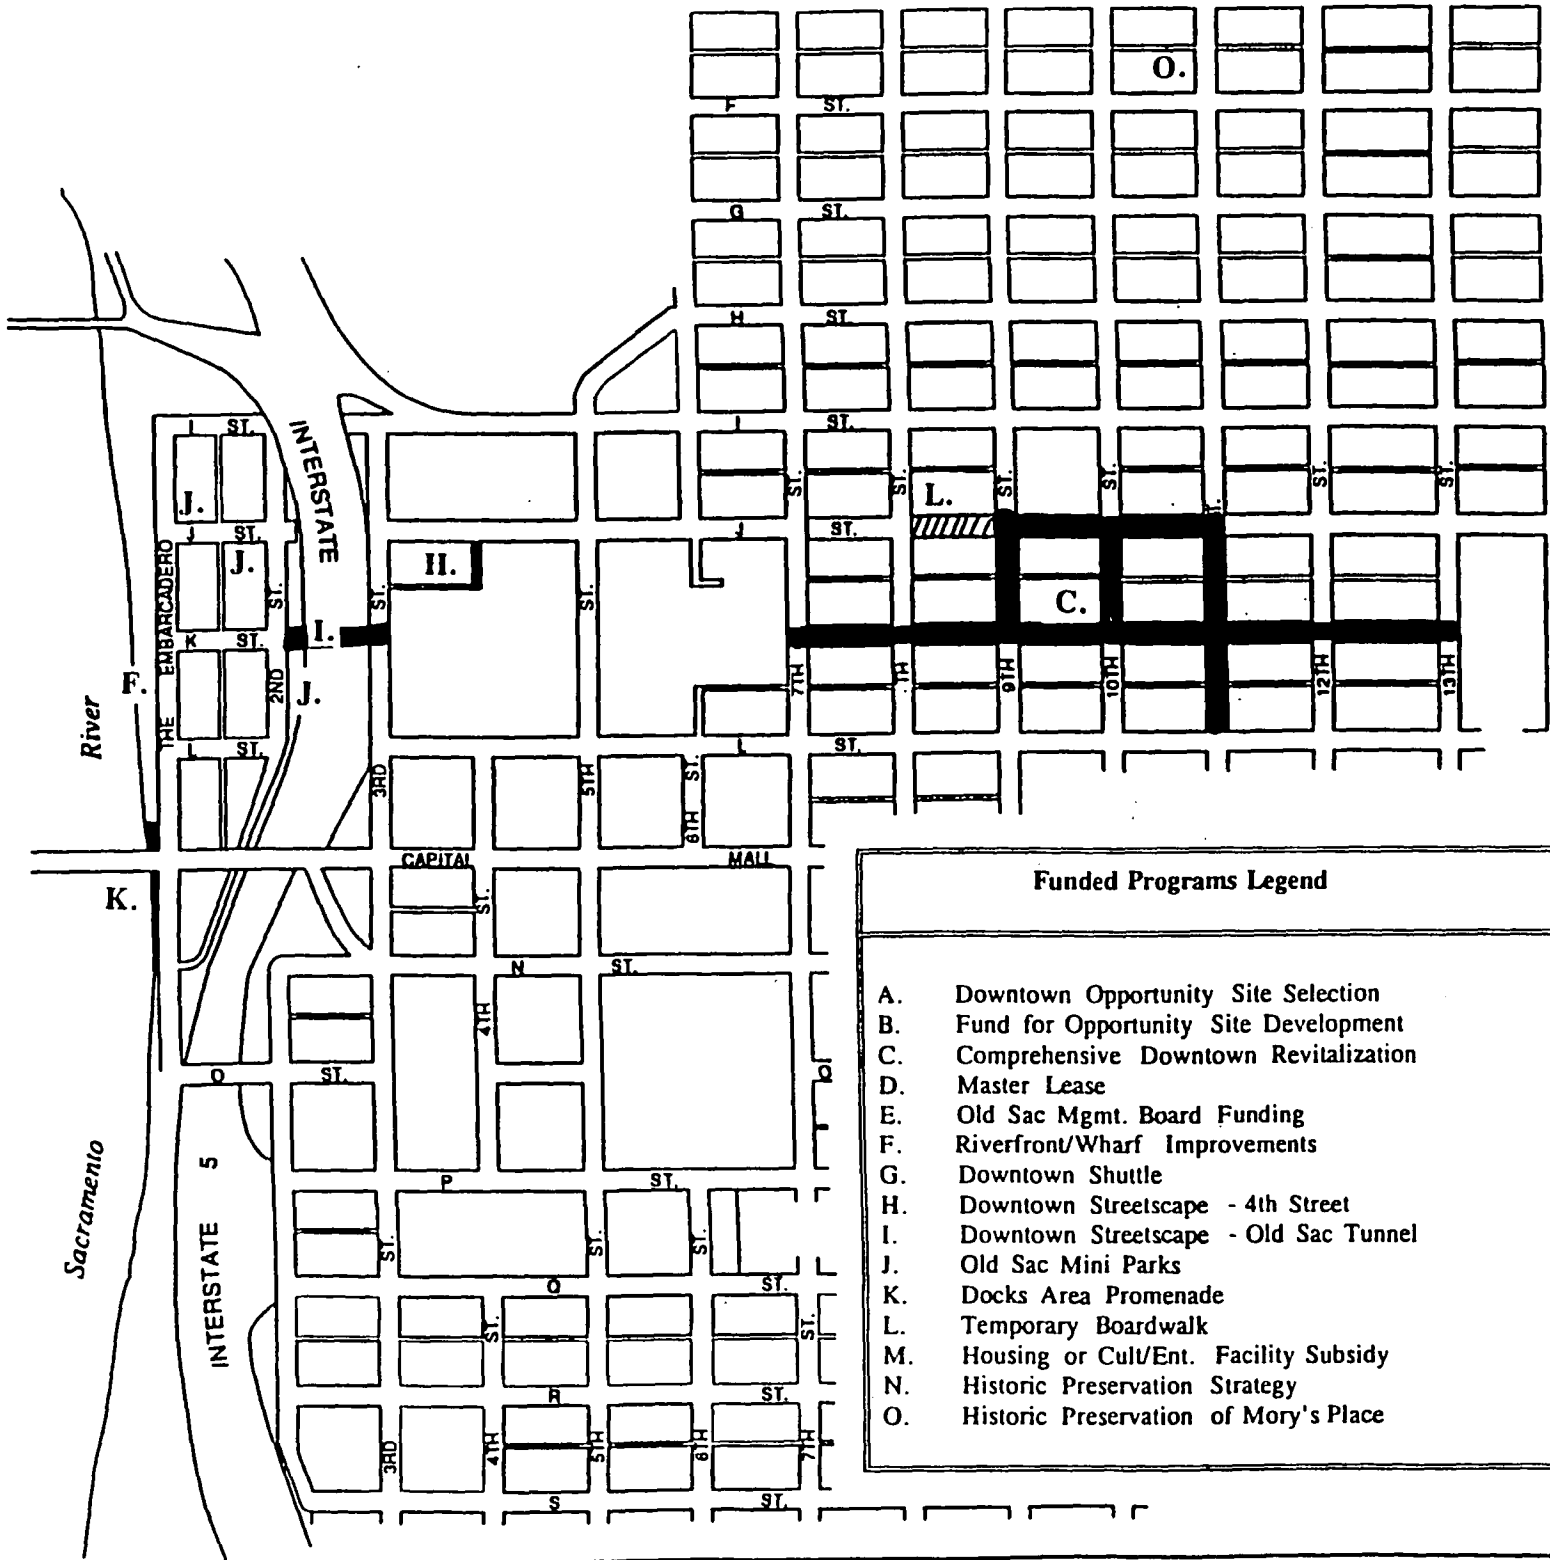 O.
F ST.
G ST.
H ST.
I ST.
I ST.
INTERSTATE
ST.
ST.
ST.
ST.
ST.
ST.
J.
L.
J ST.
J ST.
J.
H.
THE EMBARCADERO
ST.
ST.
ST.
C.
K ST.
I.
F.
2ND
J.
7TH
TH
9TH
10TH
12TH
13TH
River
L ST.
L ST.
3RD
5TH
6TH ST.
CAPITAL MALL
K.
ST.
N ST.
4TH
O ST.
O
Funded Programs Legend
A. Downtown Opportunity Site Selection
B. Fund for Opportunity Site Development
C. Comprehensive Downtown Revitalization
D. Master Lease
E. Old Sac Mgmt. Board Funding
F. Riverfront/Wharf Improvements
G. Downtown Shuttle
H. Downtown Streetscape - 4th Street
I. Downtown Streetscape - Old Sac Tunnel
J. Old Sac Mini Parks
K. Docks Area Promenade
L. Temporary Boardwalk
M. Housing or Cult/Ent. Facility Subsidy
N. Historic Preservation Strategy
O. Historic Preservation of Mory's Place
Sacramento
INTERSTATE 5
P ST.
ST.
ST.
ST.
Q ST.
ST.
ST.
R ST.
3RD
4TH
5TH
6TH
7TH
S ST.